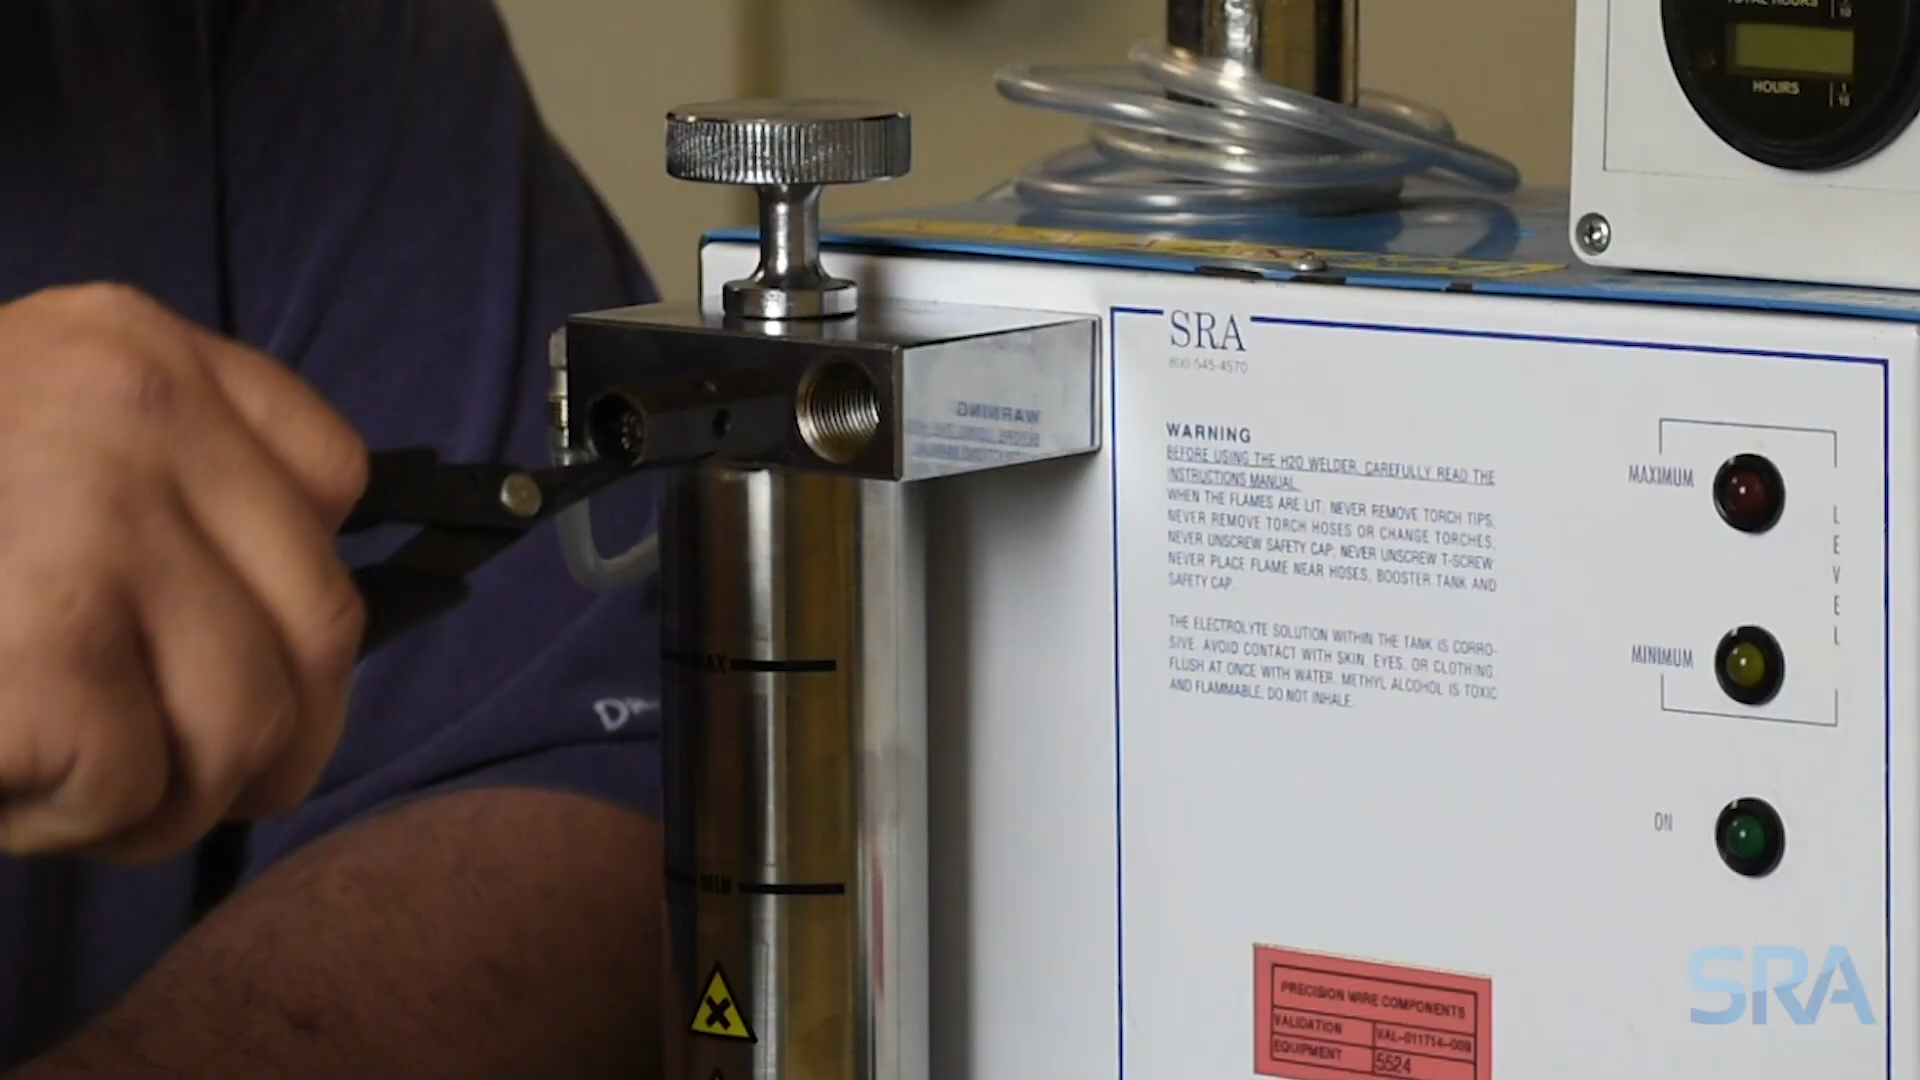 TOTAL HOURS
1
10
HOURS
1
10
SRA
800-545-4570
WARNING
WARNING
BEFORE USING THE H2O WELDER, CAREFULLY READ THE
INSTRUCTIONS MANUAL
WHEN THE FLAMES ARE LIT, NEVER REMOVE TORCH TIPS,
NEVER REMOVE TORCH HOSES OR CHANGE TORCHES,
NEVER UNSCREW SAFETY CAP, NEVER UNSCREW T-SCREW
NEVER PLACE FLAME NEAR HOSES, BOOSTER TANK AND
SAFETY CAP.
THE ELECTROLYTE SOLUTION WITHIN THE TANK IS CORRO-
SIVE. AVOID CONTACT WITH SKIN, EYES, OR CLOTHING.
FLUSH AT ONCE WITH WATER. METHYL ALCOHOL IS TOXIC
AND FLAMMABLE, DO NOT INHALE.
MAXIMUM
LEVEL
MINIMUM
ON
MAX
MIN
PRECISION WIRE COMPONENTS
VALIDATION VAL-011714-009
EQUIPMENT 5524
SRA